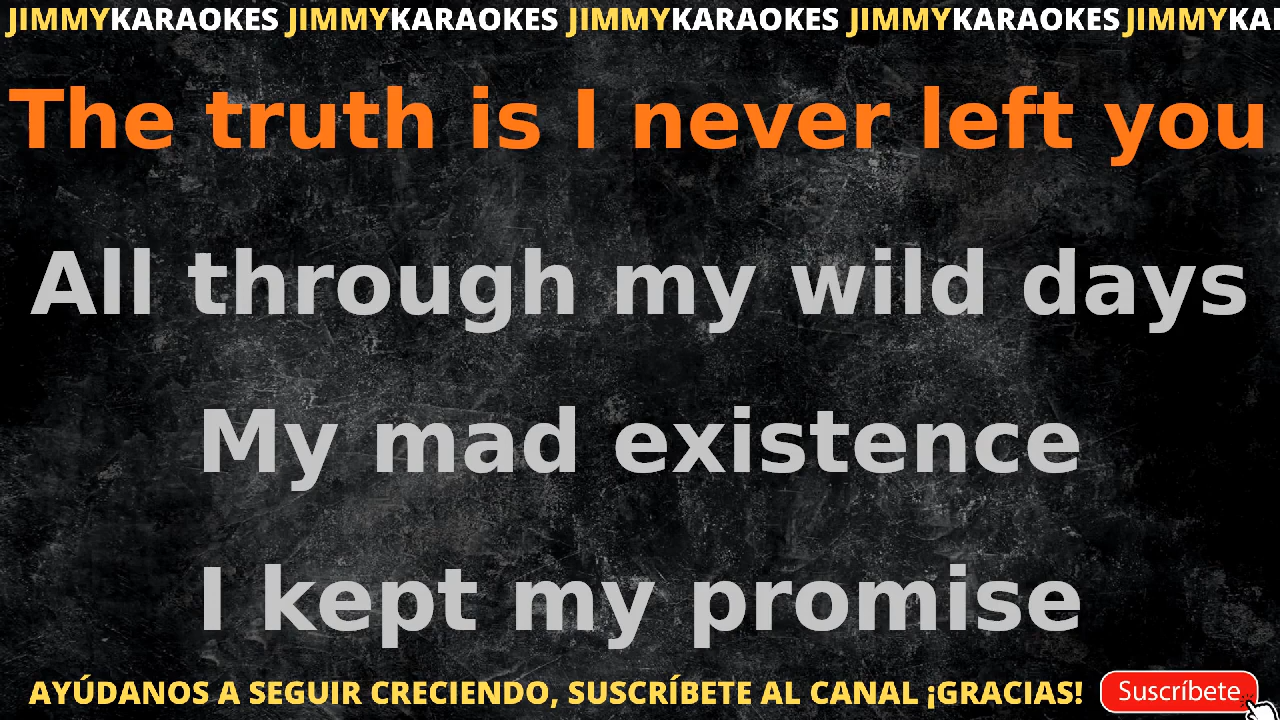 JIMMYKARAOKES JIMMYKARAOKES JIMMYKARAOKES JIMMYKARAOKES JIMMYKA
The truth is I never left you
All through my wild days
My mad existence
I kept my promise
AYÚDANOS A SEGUIR CRECIENDO, SUSCRÍBETE AL CANAL ¡GRACIAS! Suscríbete